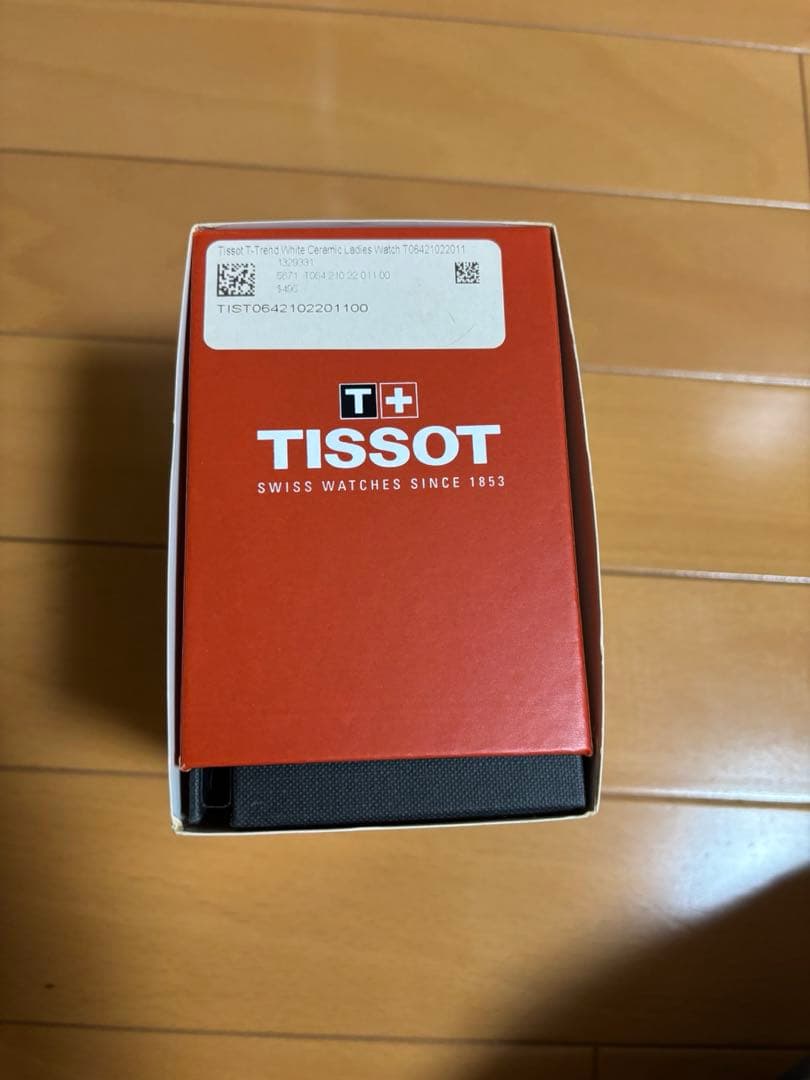 Tissot T-Trend White Ceramic Ladies Watch T06421022011
1329331
5671 T064.210.22.011.00
$495
TIST0642102201100
T+
TISSOT
SWISS WATCHES SINCE 1853